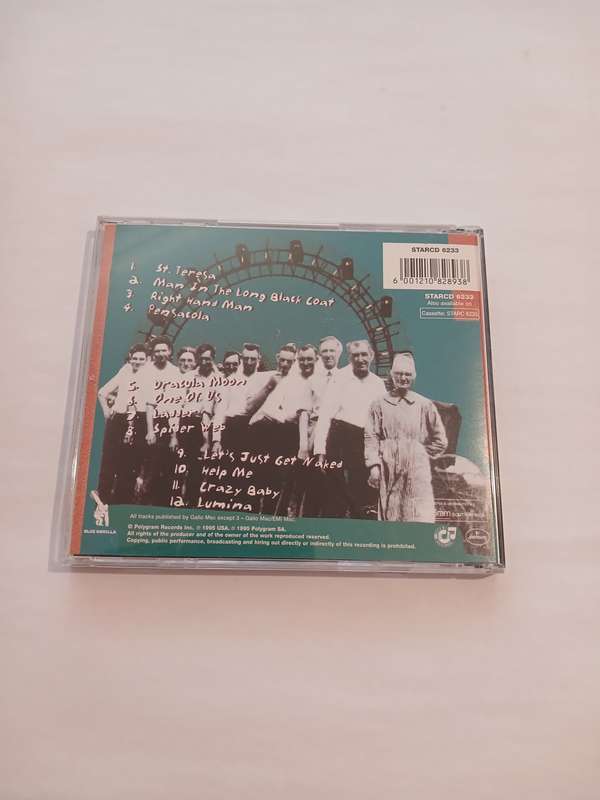 STARCD 6233
6 001210 828938
STARCD 6233
Also available on
Cassette: STARC 6233
1. St. Teresa
2. Man In The Long Black Coat
3. Right Hand Man
4. Pensacola
5. Dracula Moon
6. One Of Us
7. Ladder
8. Spider Web
9. Let's Just Get Naked
10. Help Me
11. Crazy Baby
12. Lumina
All tracks published by Gallo Mac except 3 - Gallo Mac/EMI Mac.
℗ Polygram Records Inc. ℗ 1995 USA. ℗ 1995 Polygram SA.
All rights of the producer and of the owner of the work reproduced reserved.
Copying, public performance, broadcasting and hiring out directly or indirectly of this recording is prohibited.
BLUE GORILLA